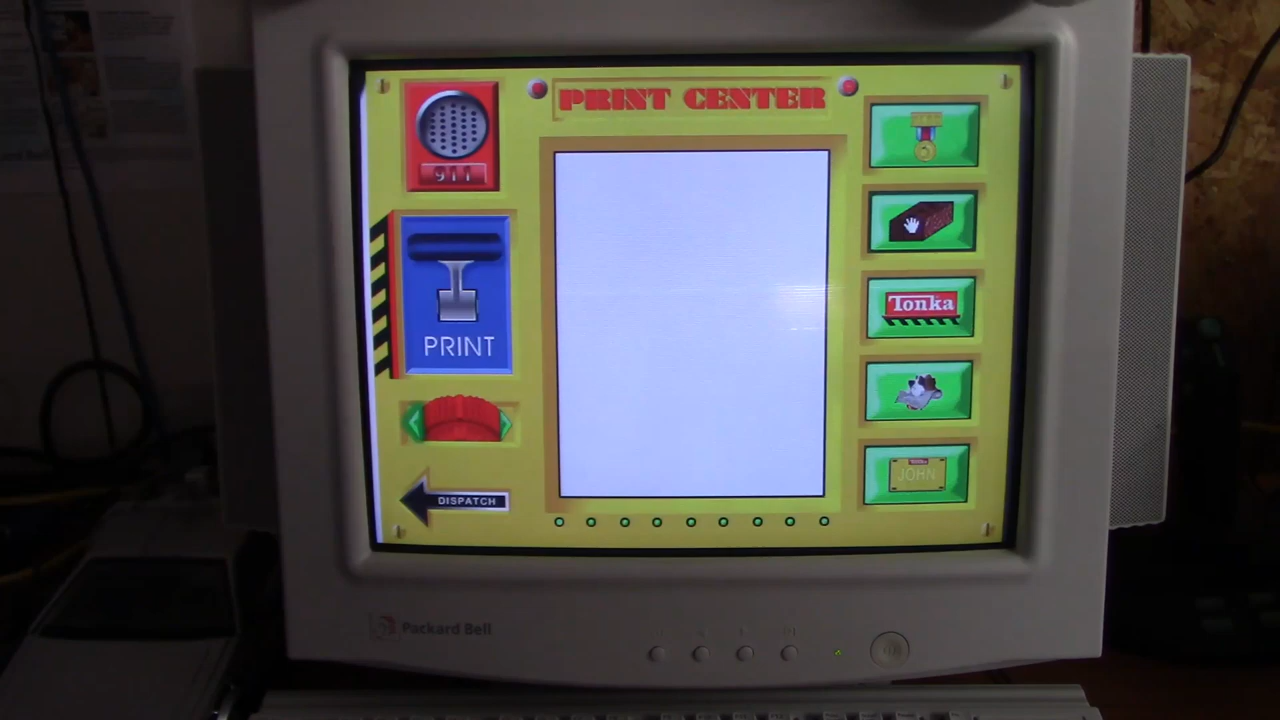 PRINT CENTER
911
PRINT
DISPATCH
Tonka
JOHN
Packard Bell